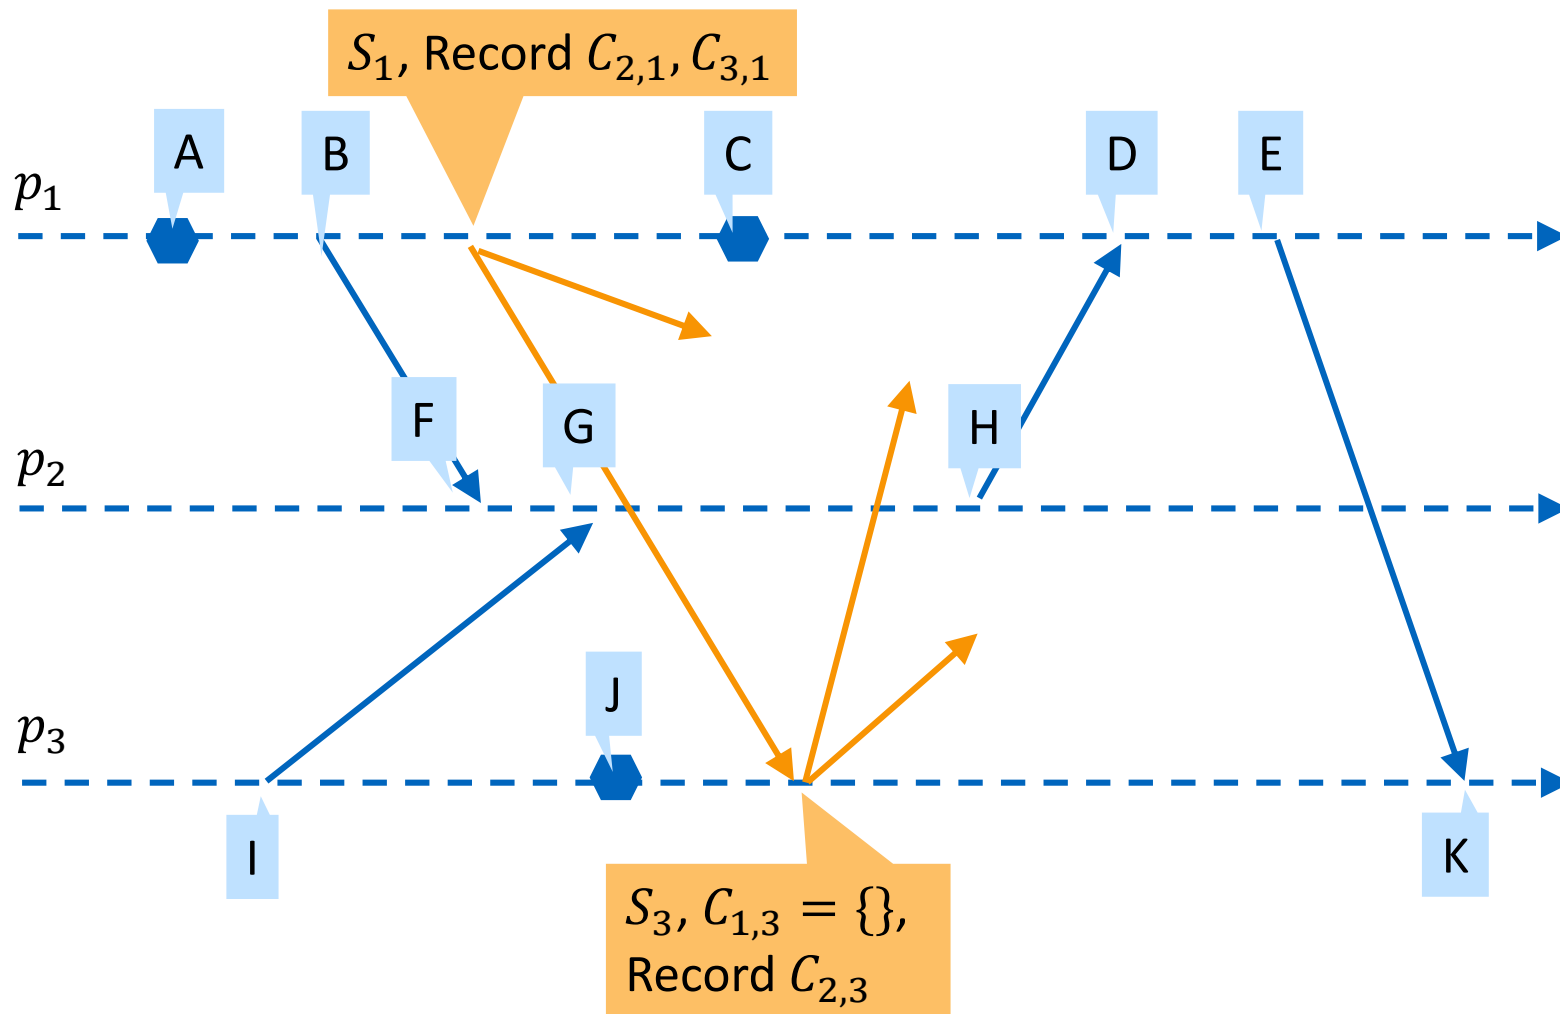 S₁, Record C₂,₁, C₃,₁
A
B
C
D
E
p₁
F
G
H
p₂
J
p₃
I
K
S₃, C₁,₃ = {},
Record C₂,₃